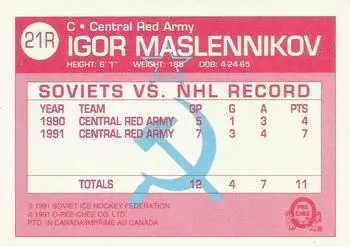 21R
C • Central Red Army
IGOR MASLENNIKOV
HEIGHT: 6' 1" WEIGHT: 188 DOB: 4-24-65
SOVIETS VS. NHL RECORD
YEAR TEAM GP G A PTS
1990 CENTRAL RED ARMY 5 1 3 4
1991 CENTRAL RED ARMY 7 3 4 7
TOTALS 12 4 7 11
© 1991 SOVIET ICE HOCKEY FEDERATION
© 1991 O-PEE-CHEE CO. LTD.
PTD. IN CANADA/IMPRIMÉ AU CANADA
O PEE CHEE